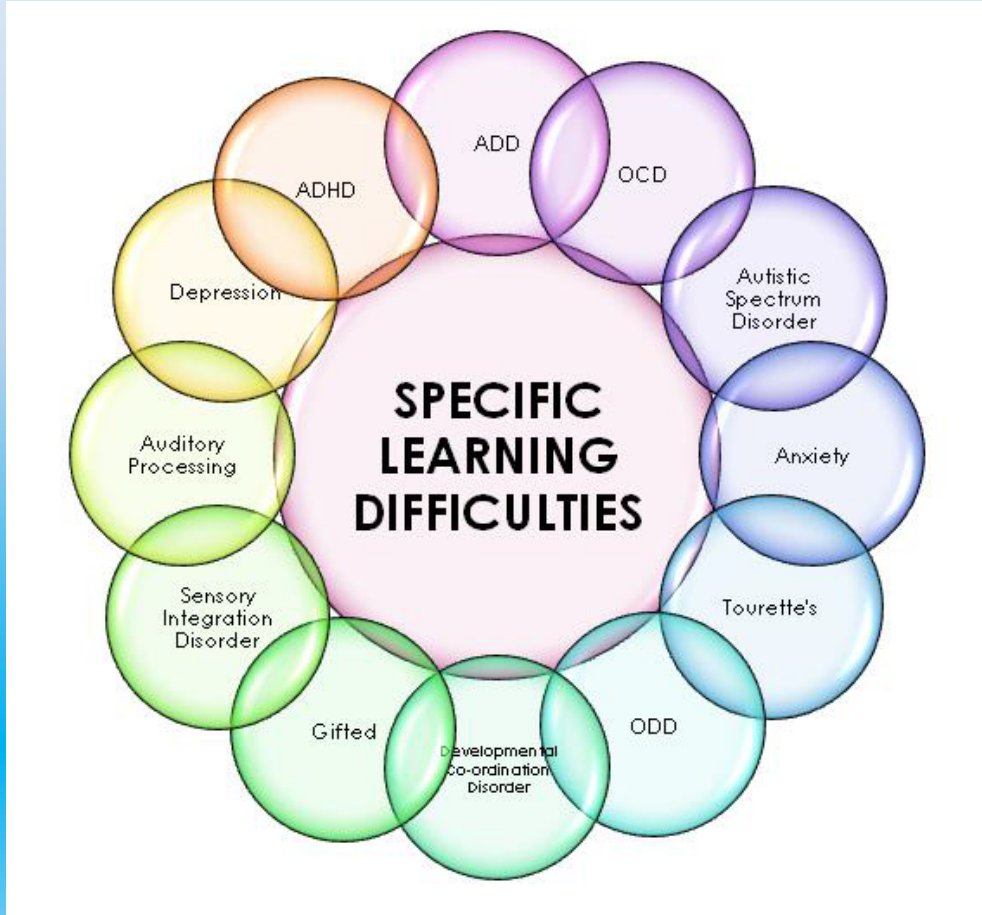 ADD
OCD
Autistic
Spectrum
Disorder
Anxiety
Tourette's
ODD
Developmental
Co-ordination
Disorder
Gifted
Sensory
Integration
Disorder
Auditory
Processing
Depression
ADHD
SPECIFIC
LEARNING
DIFFICULTIES